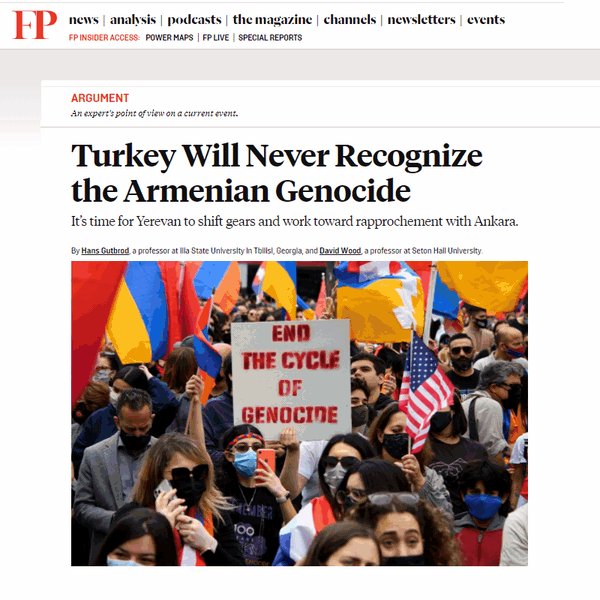 FP
news | analysis | podcasts | the magazine | channels | newsletters | events
FP INSIDER ACCESS: POWER MAPS | FP LIVE | SPECIAL REPORTS
ARGUMENT
An expert's point of view on a current event.
Turkey Will Never Recognize
the Armenian Genocide
It's time for Yerevan to shift gears and work toward rapprochement with Ankara.
By Hans Gutbrod, a professor at Ilia State University in Tbilisi, Georgia, and David Wood, a professor at Seton Hall University.
END
THE CYCLE
OF
GENOCIDE